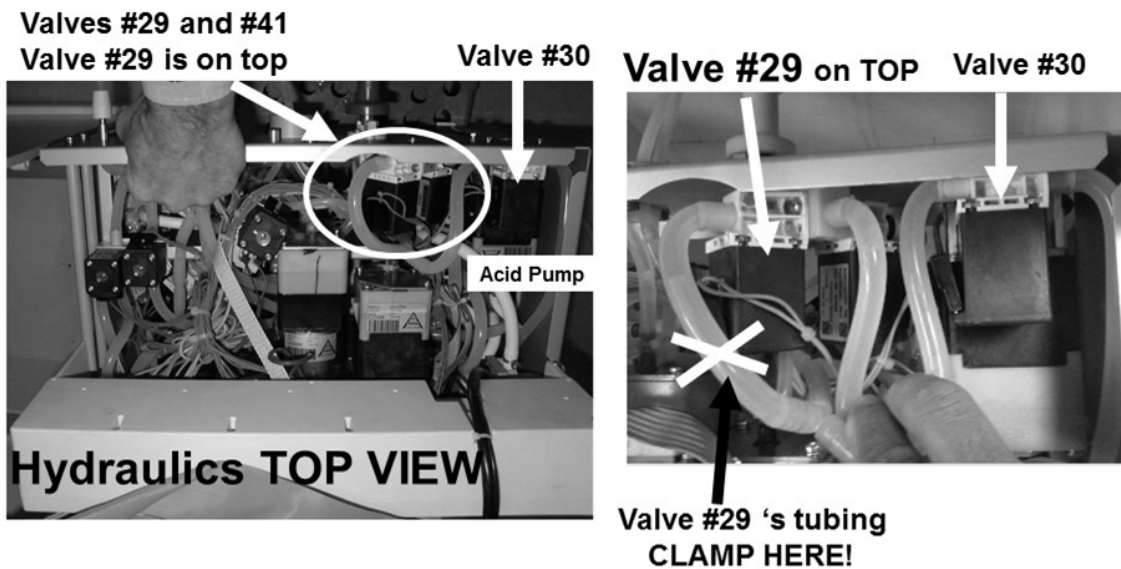 Valves #29 and #41
Valve #29 is on top
Valve #30
Acid Pump
Hydraulics TOP VIEW
Valve #29 on TOP
Valve #30
Valve #29 ‘s tubing
CLAMP HERE!